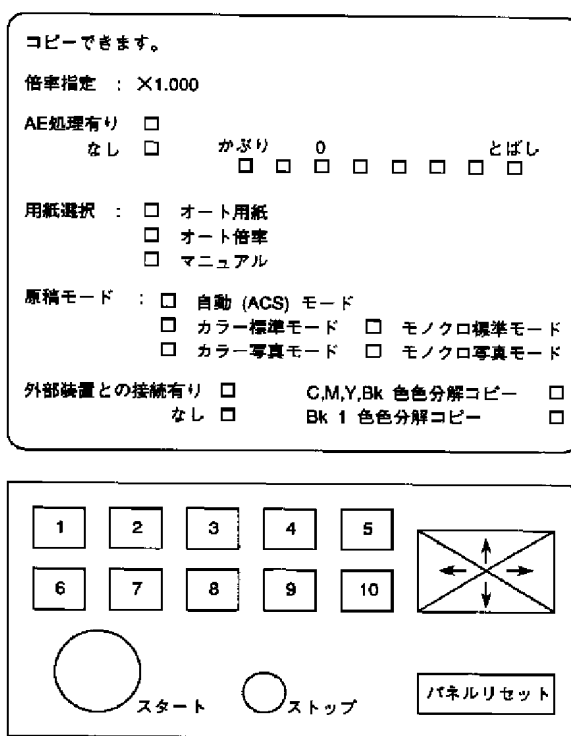 コピーできます。
倍率指定 : ×1.000
AE処理有り □
なし □ かぶり 0 とばし
□ □ □ □ □ □ □ □
用紙選択 : □ オート用紙
□ オート倍率
□ マニュアル
原稿モード : □ 自動 (ACS) モード
□ カラー標準モード □ モノクロ標準モード
□ カラー写真モード □ モノクロ写真モード
外部装置との接続有り □ C,M,Y,Bk 色色分解コピー □
なし □ Bk 1 色色分解コピー □
1 2 3 4 5
6 7 8 9 10
スタート ストップ パネルリセット